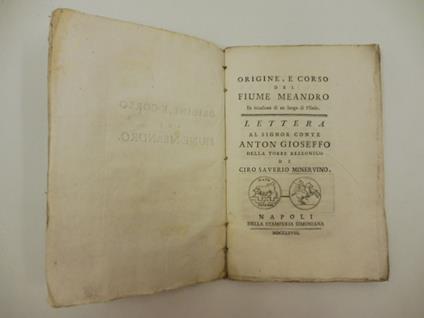 ORIGINE, E CORSO
DEL
FIUME MEANDRO
In occasione di un luogo di Plinio.
LETTERA
AL SIGNOR CONTE
ANTON GIOSEFFO
DELLA TORRE REZZONICO
DI
CIRO SAVERIO MINERVINO.
NAPOLI
NELLA STAMPERIA SIMONIANA